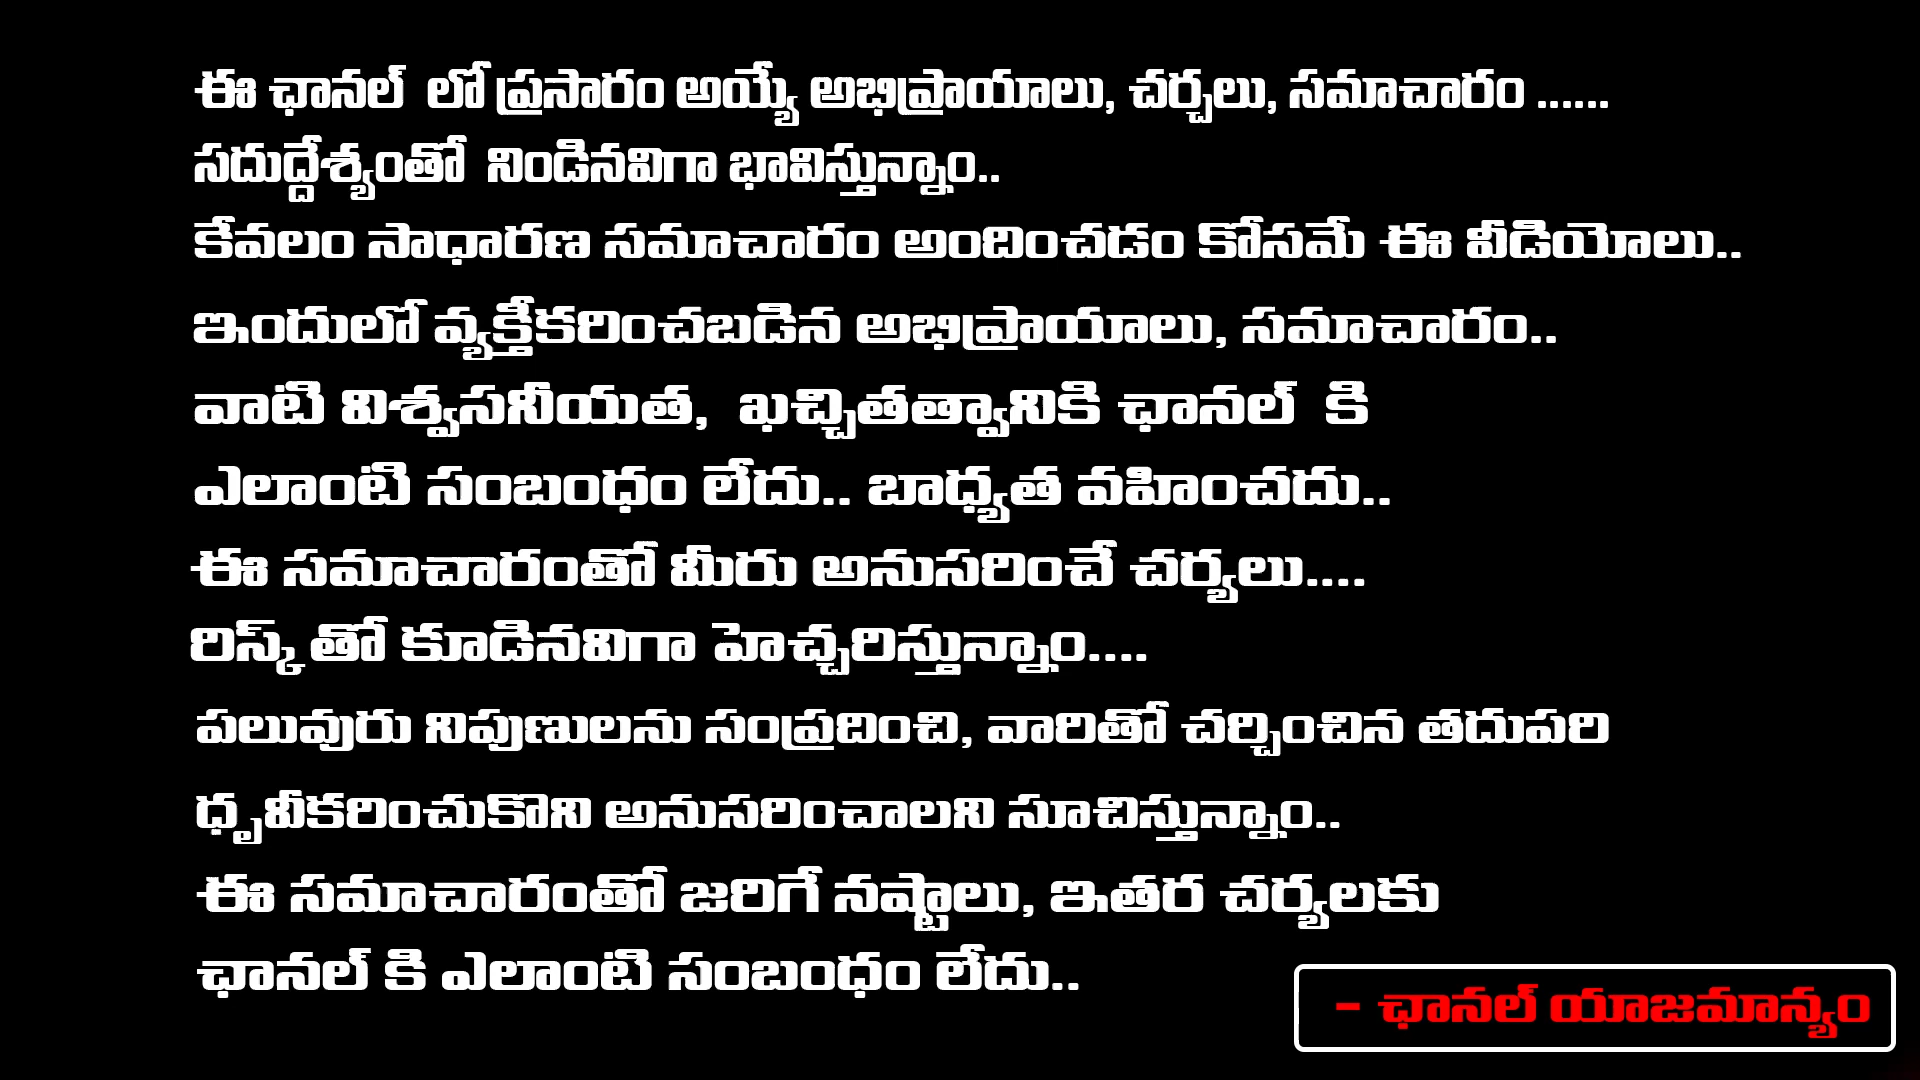 ఈ ఛానల్ లో ప్రసారం అయ్యే అభిప్రాయాలు, చర్చలు, సమాచారం ......
సదుద్దేశ్యంతో నిండినవిగా భావిస్తున్నాం..
కేవలం సాధారణ సమాచారం అందించడం కోసమే ఈ వీడియోలు..
ఇందులో వ్యక్తీకరించబడిన అభిప్రాయాలు, సమాచారం..
వాటి విశ్వసనీయత, ఖచ్చితత్వానికి ఛానల్ కి
ఎలాంటి సంబంధం లేదు.. బాధ్యత వహించదు..
ఈ సమాచారంతో మీరు అనుసరించే చర్యలు....
రిస్క్ తో కూడినవిగా హెచ్చరిస్తున్నాం....
పలువురు నిపుణులను సంప్రదించి, వారితో చర్చించిన తదుపరి
ధృవీకరించుకొని అనుసరించాలని సూచిస్తున్నాం..
ఈ సమాచారంతో జరిగే నష్టాలు, ఇతర చర్యలకు
ఛానల్ కి ఎలాంటి సంబంధం లేదు..
- ఛానల్ యాజమాన్యం